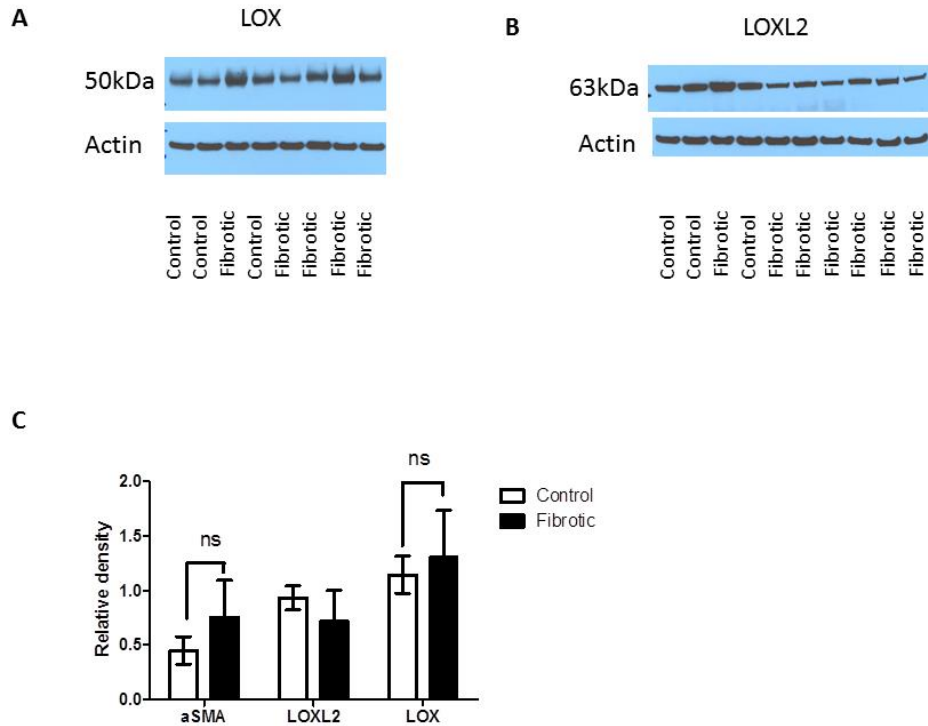 A
LOX
50kDa
Actin
Control
Control
Fibrotic
Control
Fibrotic
Fibrotic
Fibrotic
Fibrotic
B
LOXL2
63kDa
Actin
Control
Control
Fibrotic
Control
Fibrotic
Fibrotic
Fibrotic
Fibrotic
Fibrotic
Fibrotic
C
Relative density
2.0
1.5
1.0
0.5
0.0
ns
ns
Control
Fibrotic
aSMA
LOXL2
LOX